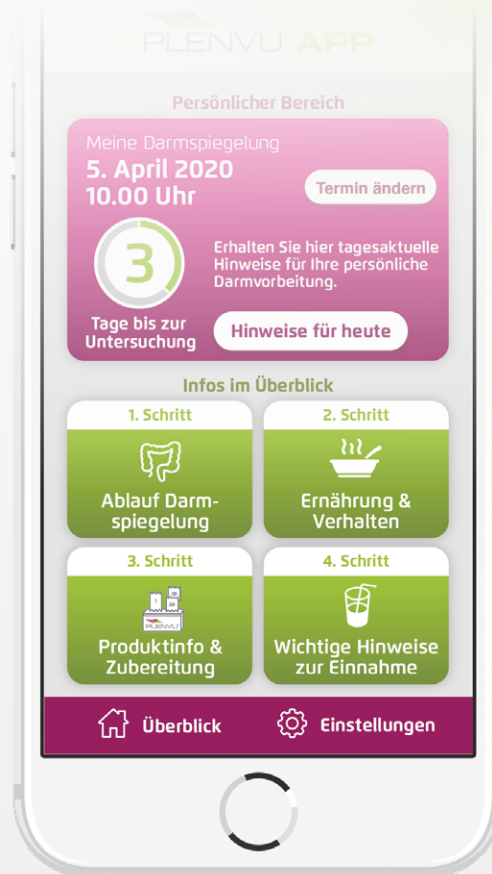 PLENVU® APP
Persönlicher Bereich
Meine Darmspiegelung
5. April 2020
10.00 Uhr
Termin ändern
3
Tage bis zur
Untersuchung
Erhalten Sie hier tagesaktuelle
Hinweise für Ihre persönliche
Darmvorbeitung.
Hinweise für heute
Infos im Überblick
1. Schritt
Ablauf Darm-
spiegelung
2. Schritt
Ernährung &
Verhalten
3. Schritt
PLENVU
Produktinfo &
Zubereitung
4. Schritt
Wichtige Hinweise
zur Einnahme
Überblick
Einstellungen